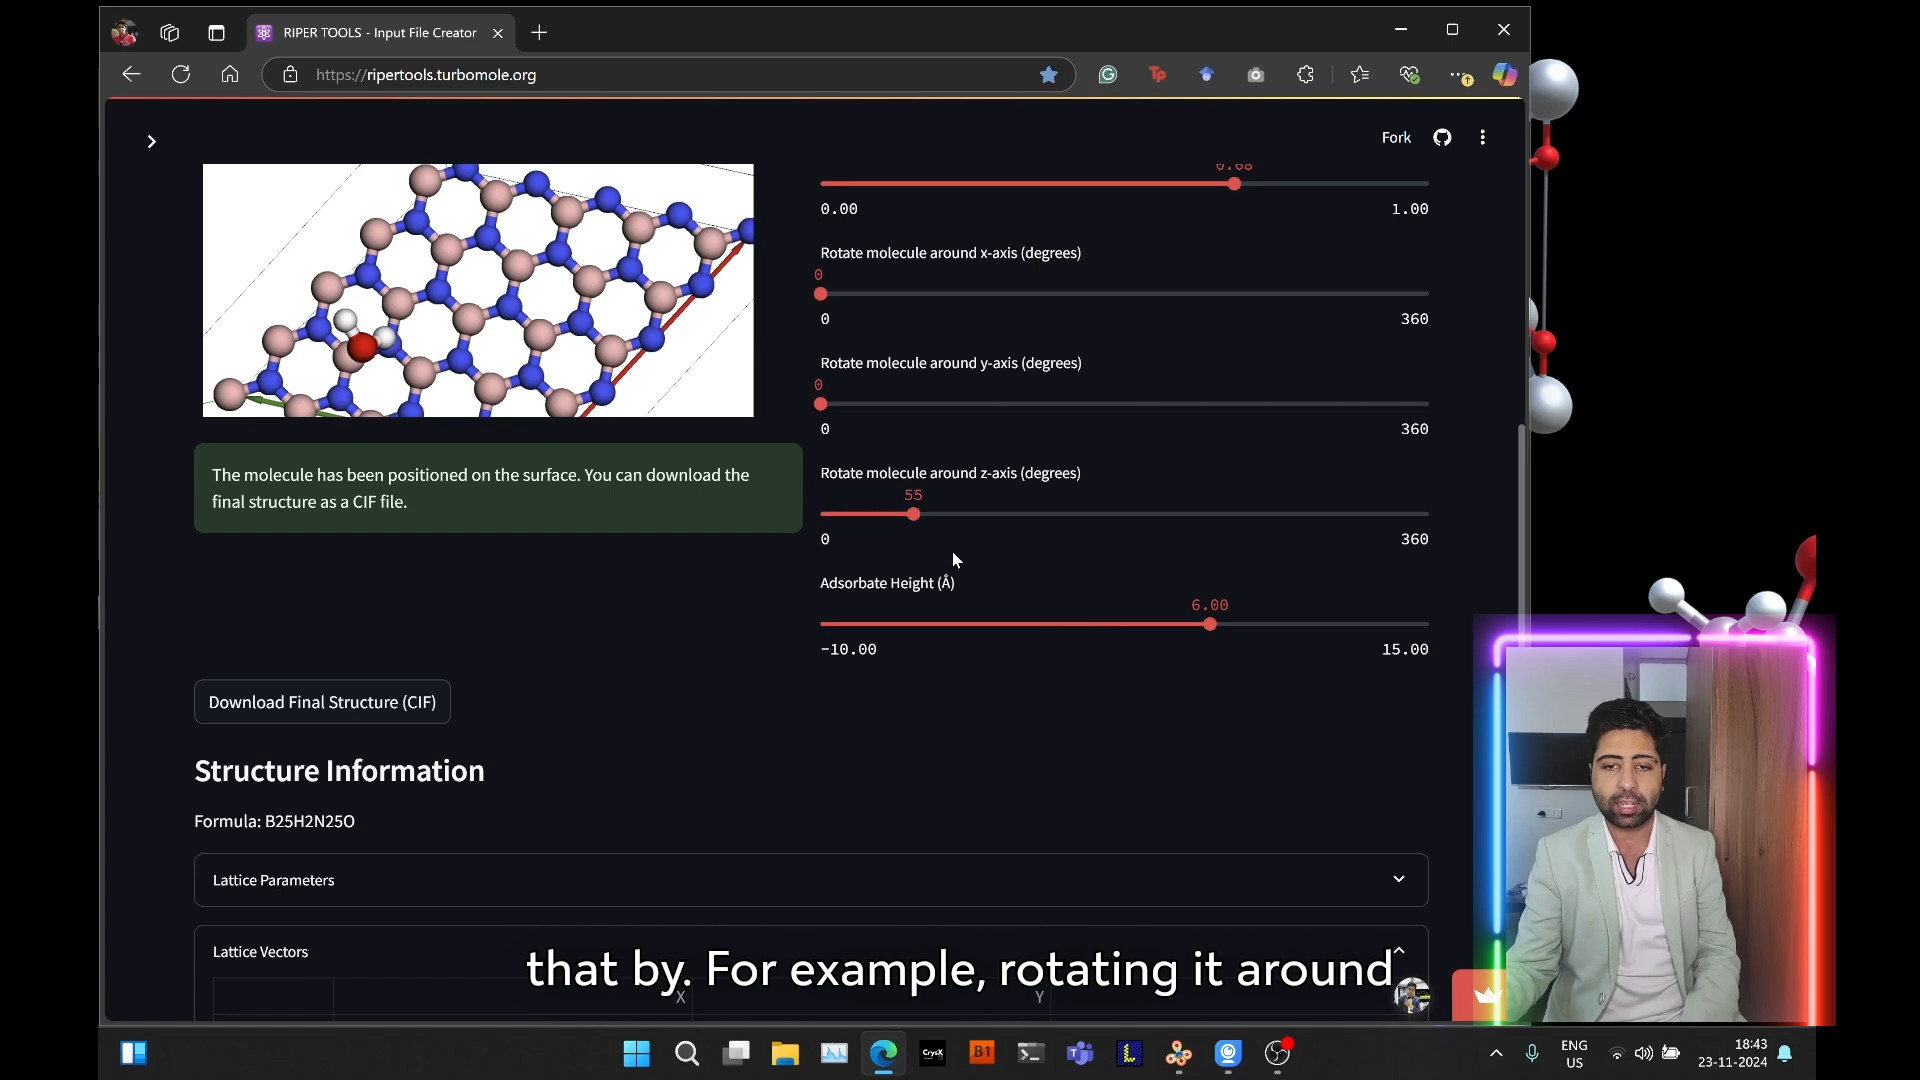 RIPER TOOLS - Input File Creator
https://ripertools.turbomole.org
Fork
0.68
0.00 1.00
Rotate molecule around x-axis (degrees)
0
0 360
Rotate molecule around y-axis (degrees)
0
0 360
The molecule has been positioned on the surface. You can download the
final structure as a CIF file.
Rotate molecule around z-axis (degrees)
55
0 360
Adsorbate Height (Å)
6.00
−10.00 15.00
Download Final Structure (CIF)
Structure Information
Formula: B25H2N25O
Lattice Parameters
Lattice Vectors
X Y
that by. For example, rotating it around
CrysX
B1
L
ENG
US
18:43
23-11-2024